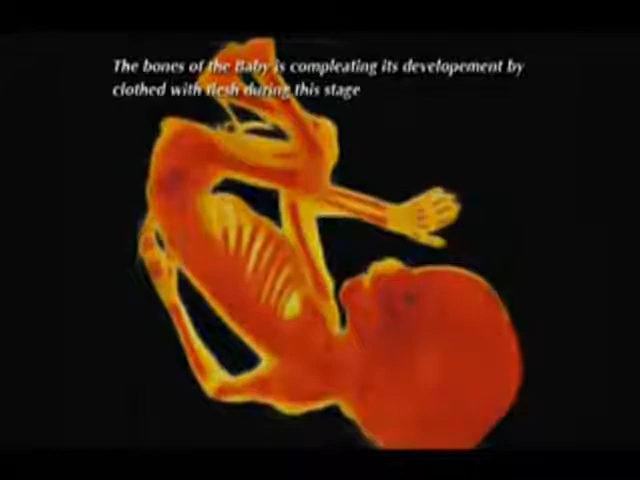 The bones of the Baby is compleating its developement by
clothed with flesh during this stage